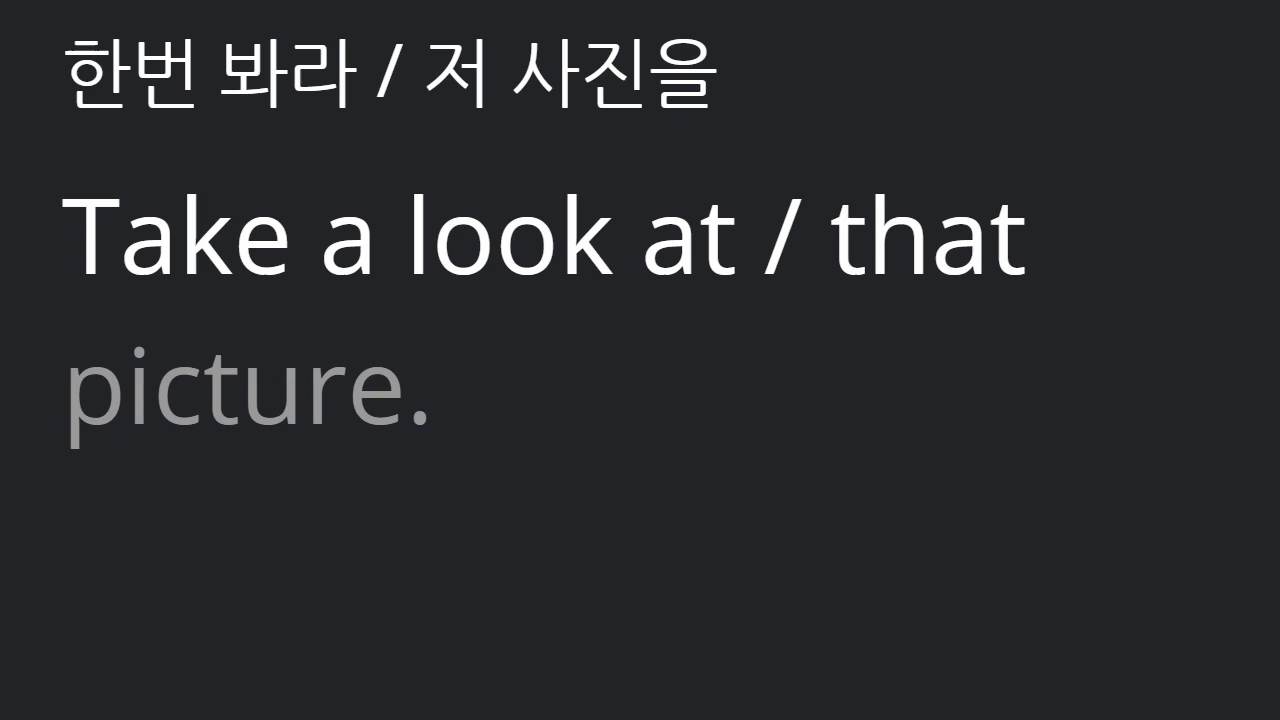 한번 봐라 / 저 사진을
Take a look at / that
picture.